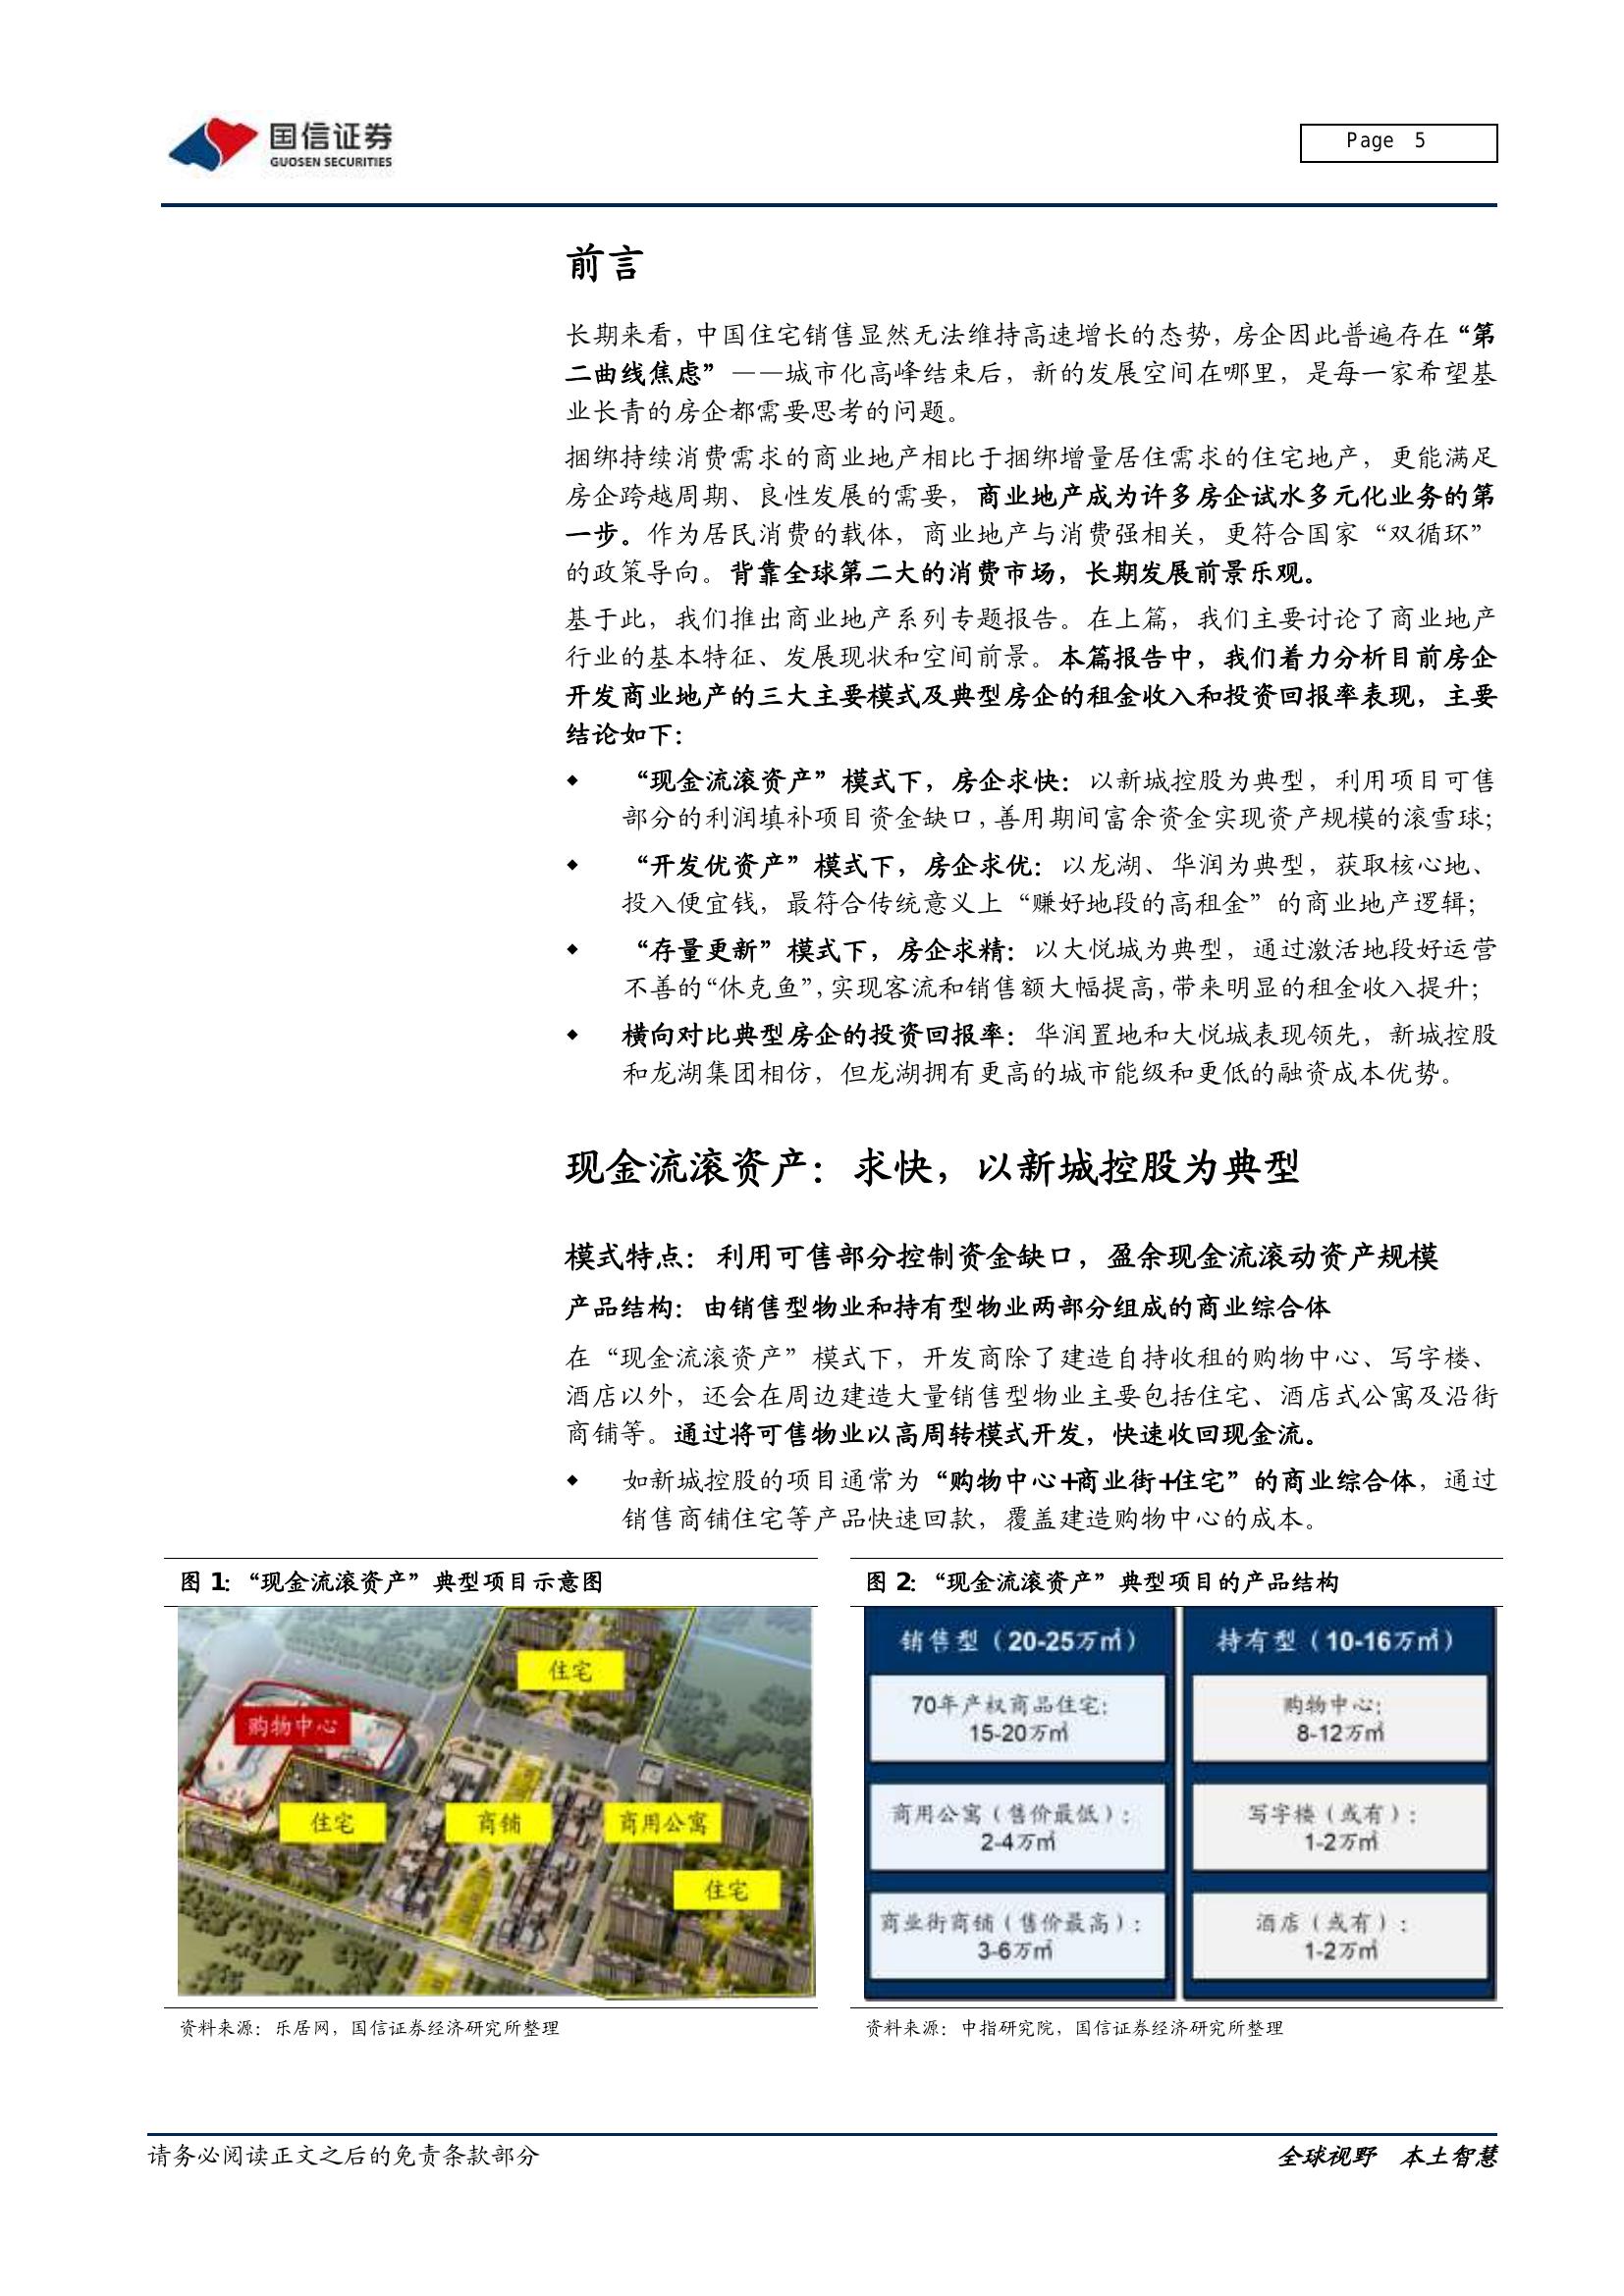 国信证券
GUOSEN SECURITIES
Page 5
前言
长期来看，中国住宅销售显然无法维持高速增长的态势，房企因此普遍存在“第
二曲线焦虑”——城市化高峰结束后，新的发展空间在哪里，是每一家希望基
业长青的房企都需要思考的问题。
捆绑持续消费需求的商业地产相比于捆绑增量居住需求的住宅地产，更能满足
房企跨越周期、良性发展的需要，商业地产成为许多房企试水多元化业务的第
一步。作为居民消费的载体，商业地产与消费强相关，更符合国家“双循环”
的政策导向。背靠全球第二大的消费市场，长期发展前景乐观。
基于此，我们推出商业地产系列专题报告。在上篇，我们主要讨论了商业地产
行业的基本特征、发展现状和空间前景。本篇报告中，我们着力分析目前房企
开发商业地产的三大主要模式及典型房企的租金收入和投资回报率表现，主要
结论如下：
◆ “现金流滚资产”模式下，房企求快：以新城控股为典型，利用项目可售
部分的利润填补项目资金缺口，善用期间富余资金实现资产规模的滚雪球；
◆ “开发优资产”模式下，房企求优：以龙湖、华润为典型，获取核心地、
投入便宜钱，最符合传统意义上“赚好地段的高租金”的商业地产逻辑；
◆ “存量更新”模式下，房企求精：以大悦城为典型，通过激活地段好运营
不善的“休克鱼”，实现客流和销售额大幅提高，带来明显的租金收入提升；
◆ 横向对比典型房企的投资回报率：华润置地和大悦城表现领先，新城控股
和龙湖集团相仿，但龙湖拥有更高的城市能级和更低的融资成本优势。
现金流滚资产：求快，以新城控股为典型
模式特点：利用可售部分控制资金缺口，盈余现金流滚动资产规模
产品结构：由销售型物业和持有型物业两部分组成的商业综合体
在“现金流滚资产”模式下，开发商除了建造自持收租的购物中心、写字楼、
酒店以外，还会在周边建造大量销售型物业主要包括住宅、酒店式公寓及沿街
商铺等。通过将可售物业以高周转模式开发，快速收回现金流。
◆ 如新城控股的项目通常为“购物中心+商业街+住宅”的商业综合体，通过
销售商铺住宅等产品快速回款，覆盖建造购物中心的成本。
图 1：“现金流滚资产”典型项目示意图
住宅
购物中心
住宅
商铺
商用公寓
住宅
资料来源：乐居网，国信证券经济研究所整理
图 2：“现金流滚资产”典型项目的产品结构
销售型（20-25万㎡）
持有型（10-16万㎡）
70年产权商品住宅：
15-20万㎡
购物中心：
8-12万㎡
商用公寓（售价最低）：
2-4万㎡
写字楼（或有）：
1-2万㎡
商业街商铺（售价最高）：
3-6万㎡
酒店（或有）：
1-2万㎡
资料来源：中指研究院，国信证券经济研究所整理
请务必阅读正文之后的免责条款部分
全球视野 本土智慧